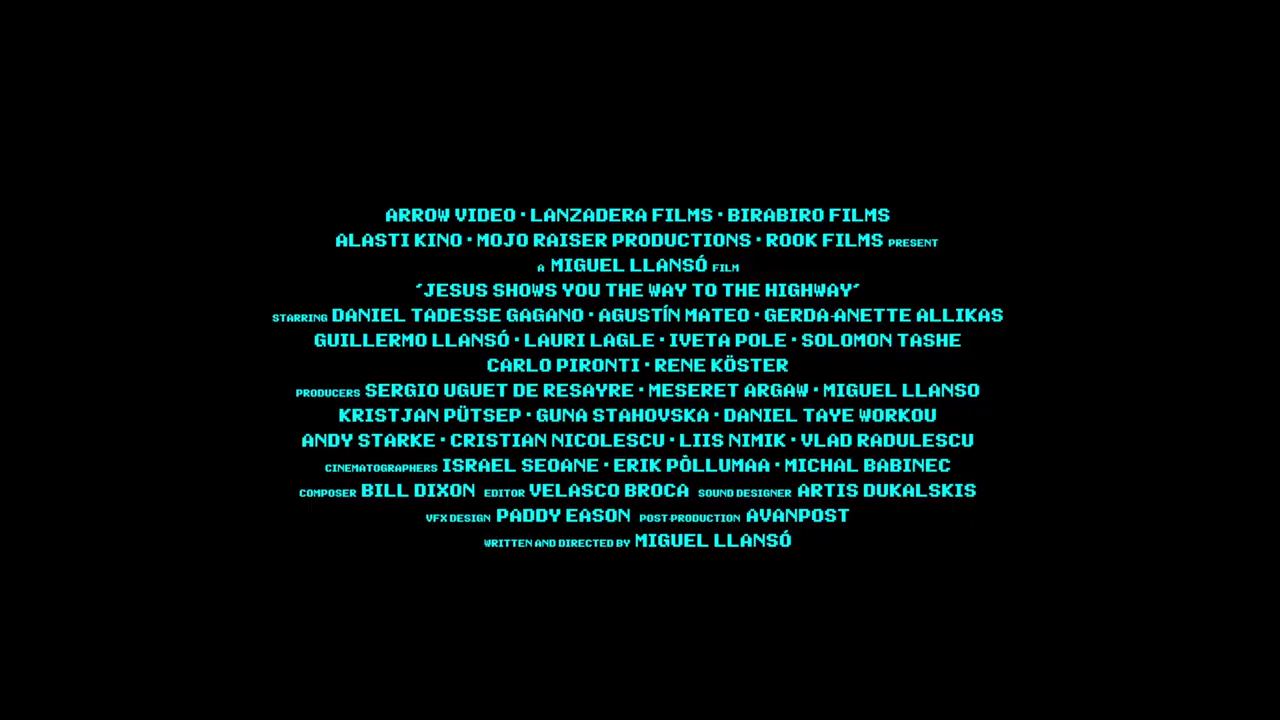 ARROW VIDEO · LANZADERA FILMS · BIRABIRO FILMS
ALASTI KINO · MOJO RAISER PRODUCTIONS · ROOK FILMS PRESENT
A MIGUEL LLANSÓ FILM
´JESUS SHOWS YOU THE WAY TO THE HIGHWAY´
STARRING DANIEL TADESSE GAGANO · AGUSTÍN MATEO · GERDA-ANETTE ALLIKAS
GUILLERMO LLANSÓ · LAURI LAGLE · IVETA POLE · SOLOMON TASHE
CARLO PIRONTI · RENE KÖSTER
PRODUCERS SERGIO UGUET DE RESAYRE · MESERET ARGAW · MIGUEL LLANSO
KRISTJAN PÜTSEP · GUNA STAHOVSKA · DANIEL TAYE WORKOU
ANDY STARKE · CRISTIAN NICOLESCU · LIIS NIMIK · VLAD RADULESCU
CINEMATOGRAPHERS ISRAEL SEOANE · ERIK PÕLLUMAA · MICHAL BABINEC
COMPOSER BILL DIXON EDITOR VELASCO BROCA SOUND DESIGNER ARTIS DUKALSKIS
VFX DESIGN PADDY EASON POST-PRODUCTION AVANPOST
WRITTEN AND DIRECTED BY MIGUEL LLANSÓ